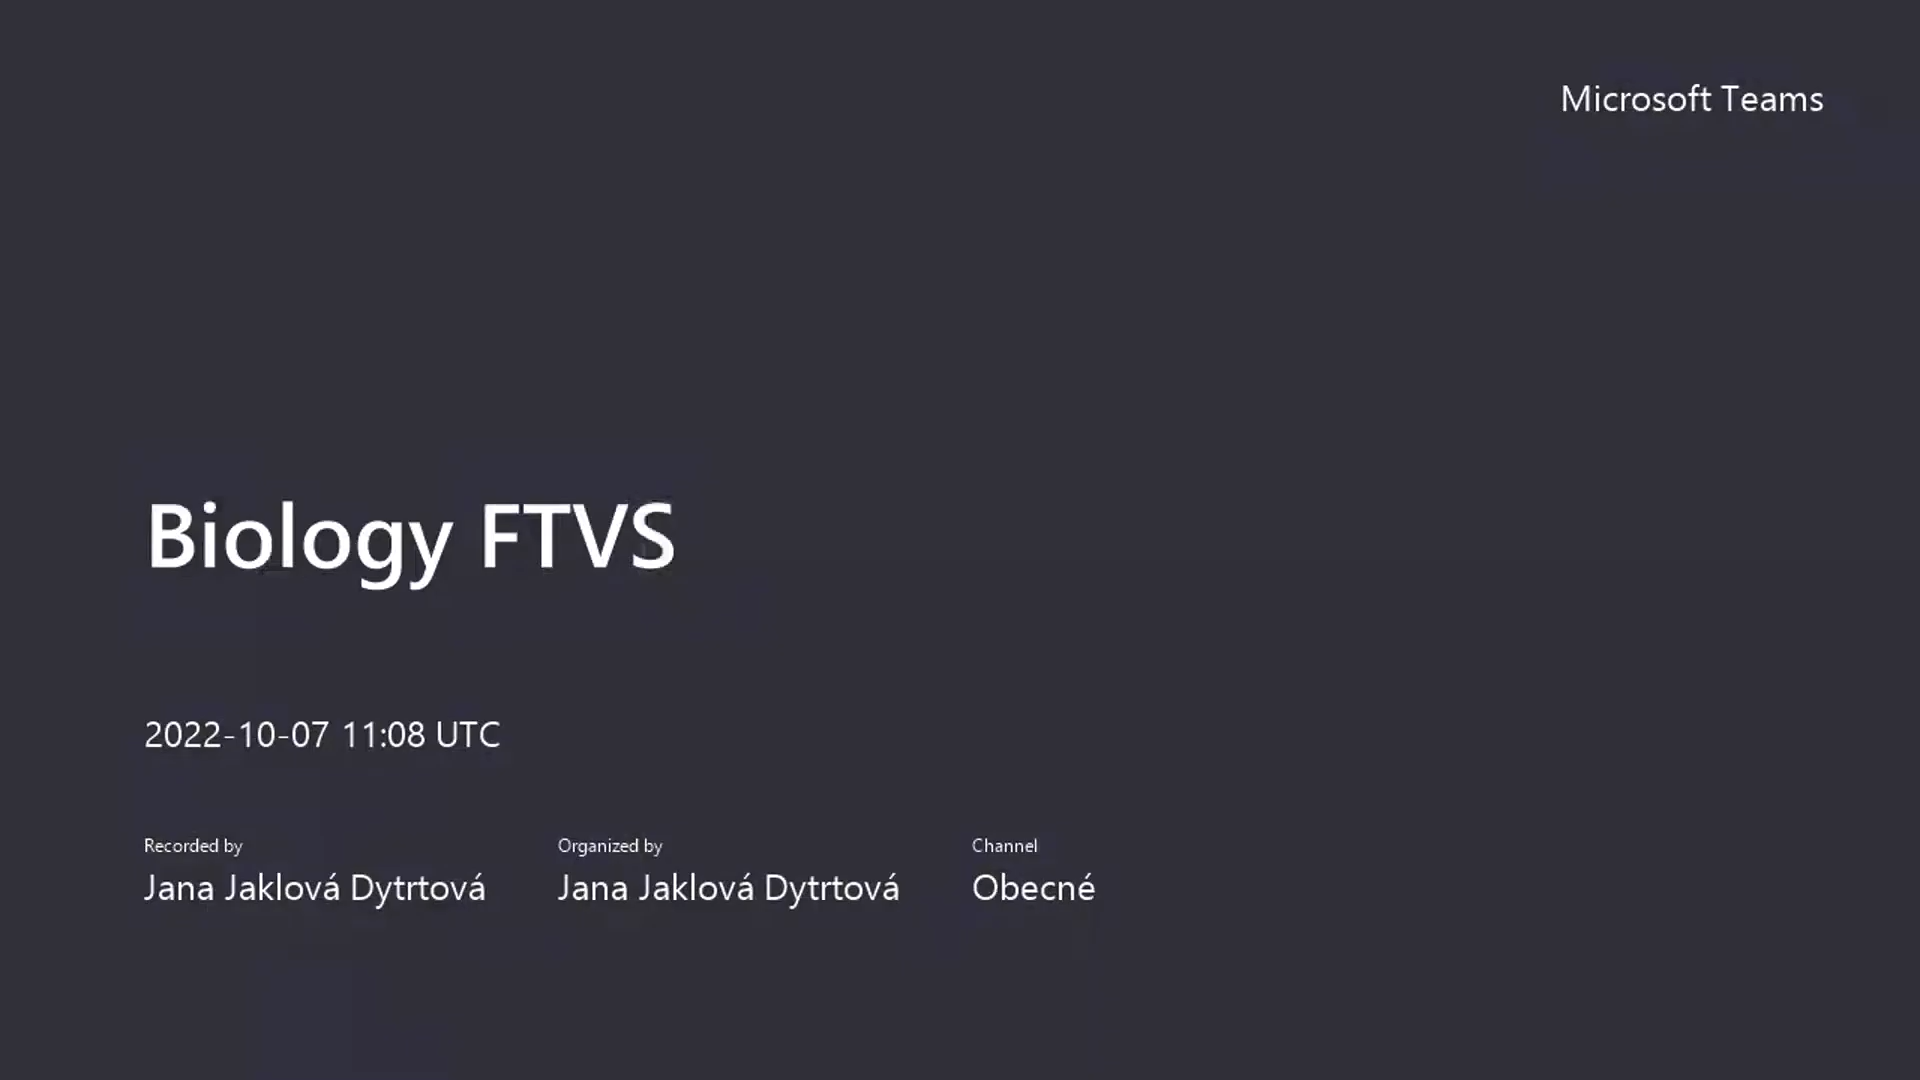 Microsoft Teams
Biology FTVS
2022-10-07 11:08 UTC
Recorded by
Jana Jaklová Dytrtová
Organized by
Jana Jaklová Dytrtová
Channel
Obecné